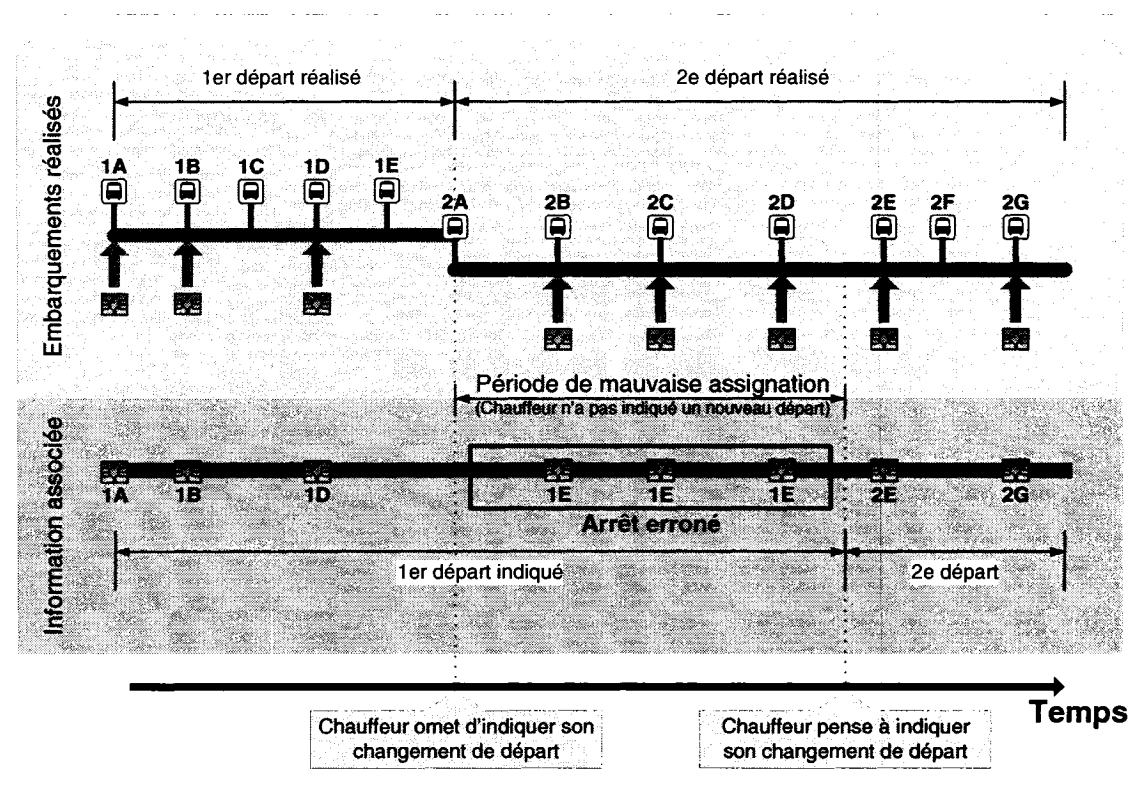 1er départ réalisé
2e départ réalisé
Embarquements réalisés
1A 1B 1C 1D 1E
2A 2B 2C 2D 2E 2F 2G
Période de mauvaise assignation
(Chauffeur n'a pas indiqué un nouveau départ)
Information associée
1A 1B 1D 1E 1E 1E 2E 2G
Arrêt erroné
1er départ indiqué
2e départ
Temps
Chauffeur omet d'indiquer son
changement de départ
Chauffeur pense à indiquer
son changement de départ